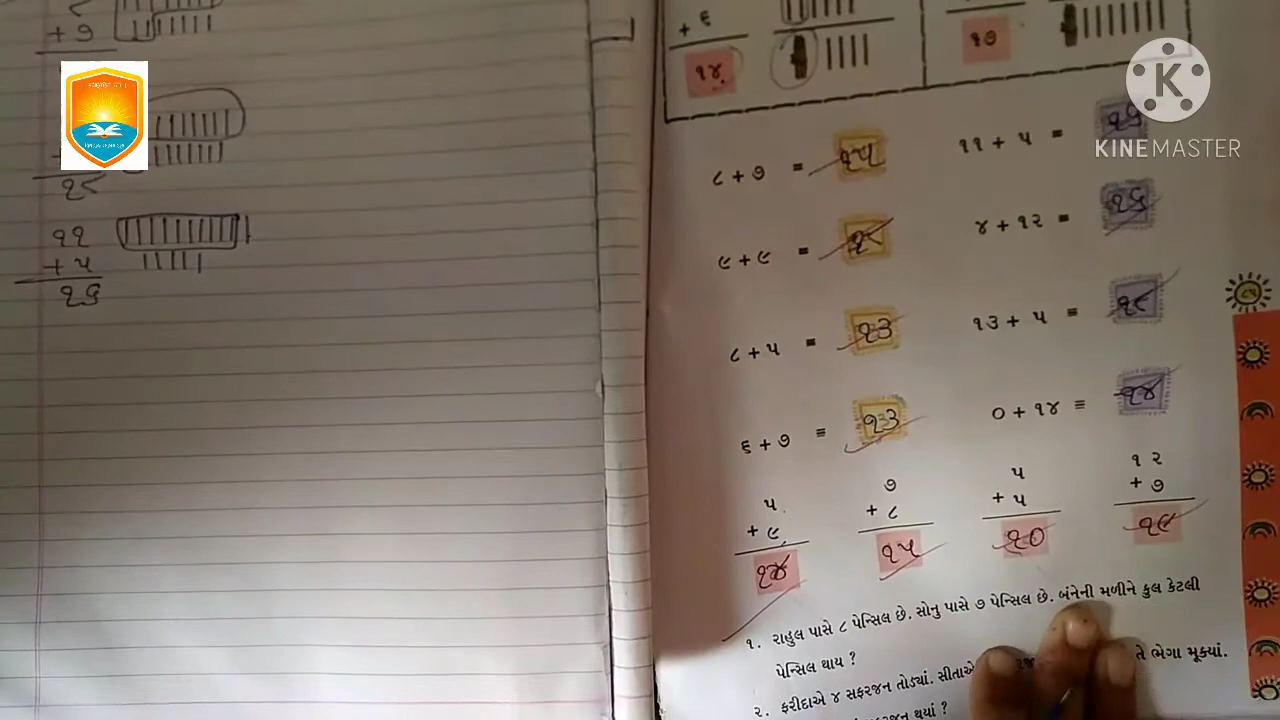 + ૭
૧૮
૧૧
+ ૫
૧૬
+ ૬
૧૪
૧૭
KINEMASTER
૮ + ૭ = ૧૫
૧૧ + ૫ = ૧૬
૯ + ૯ = ૧૮
૪ + ૧૨ = ૧૬
૮ + ૫ = ૧૩
૧૩ + ૫ = ૧૮
૬ + ૭ = ૧૩
૦ + ૧૪ = ૧૪
૫ ૭ ૫ ૧૨
+ ૯ + ૮ + ૫ + ૭
૧૪ ૧૫ ૧૦ ૧૯
૧. રાહુલ પાસે ૮ પેન્સિલ છે. સોનુ પાસે ૭ પેન્સિલ છે. બંનેની મળીને કુલ કેટલી
પેન્સિલ થાય ?
૨. ફરીદાએ ૪ સફરજન તોડ્યાં. સીતાએ તે ભેગા મૂક્યાં.
થયાં ?